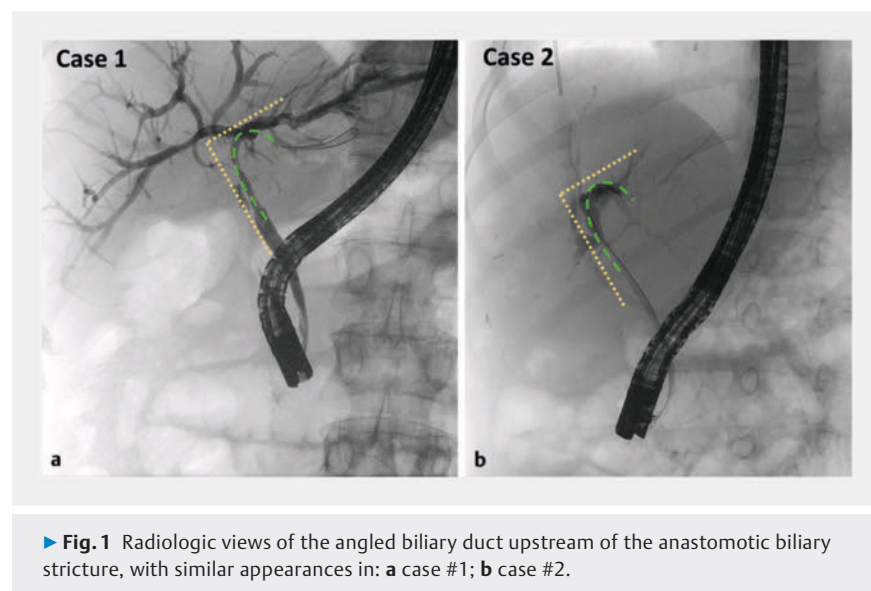 Case 1
Case 2
a
b
▶ Fig. 1 Radiologic views of the angled biliary duct upstream of the anastomotic biliary
stricture, with similar appearances in: a case #1; b case #2.